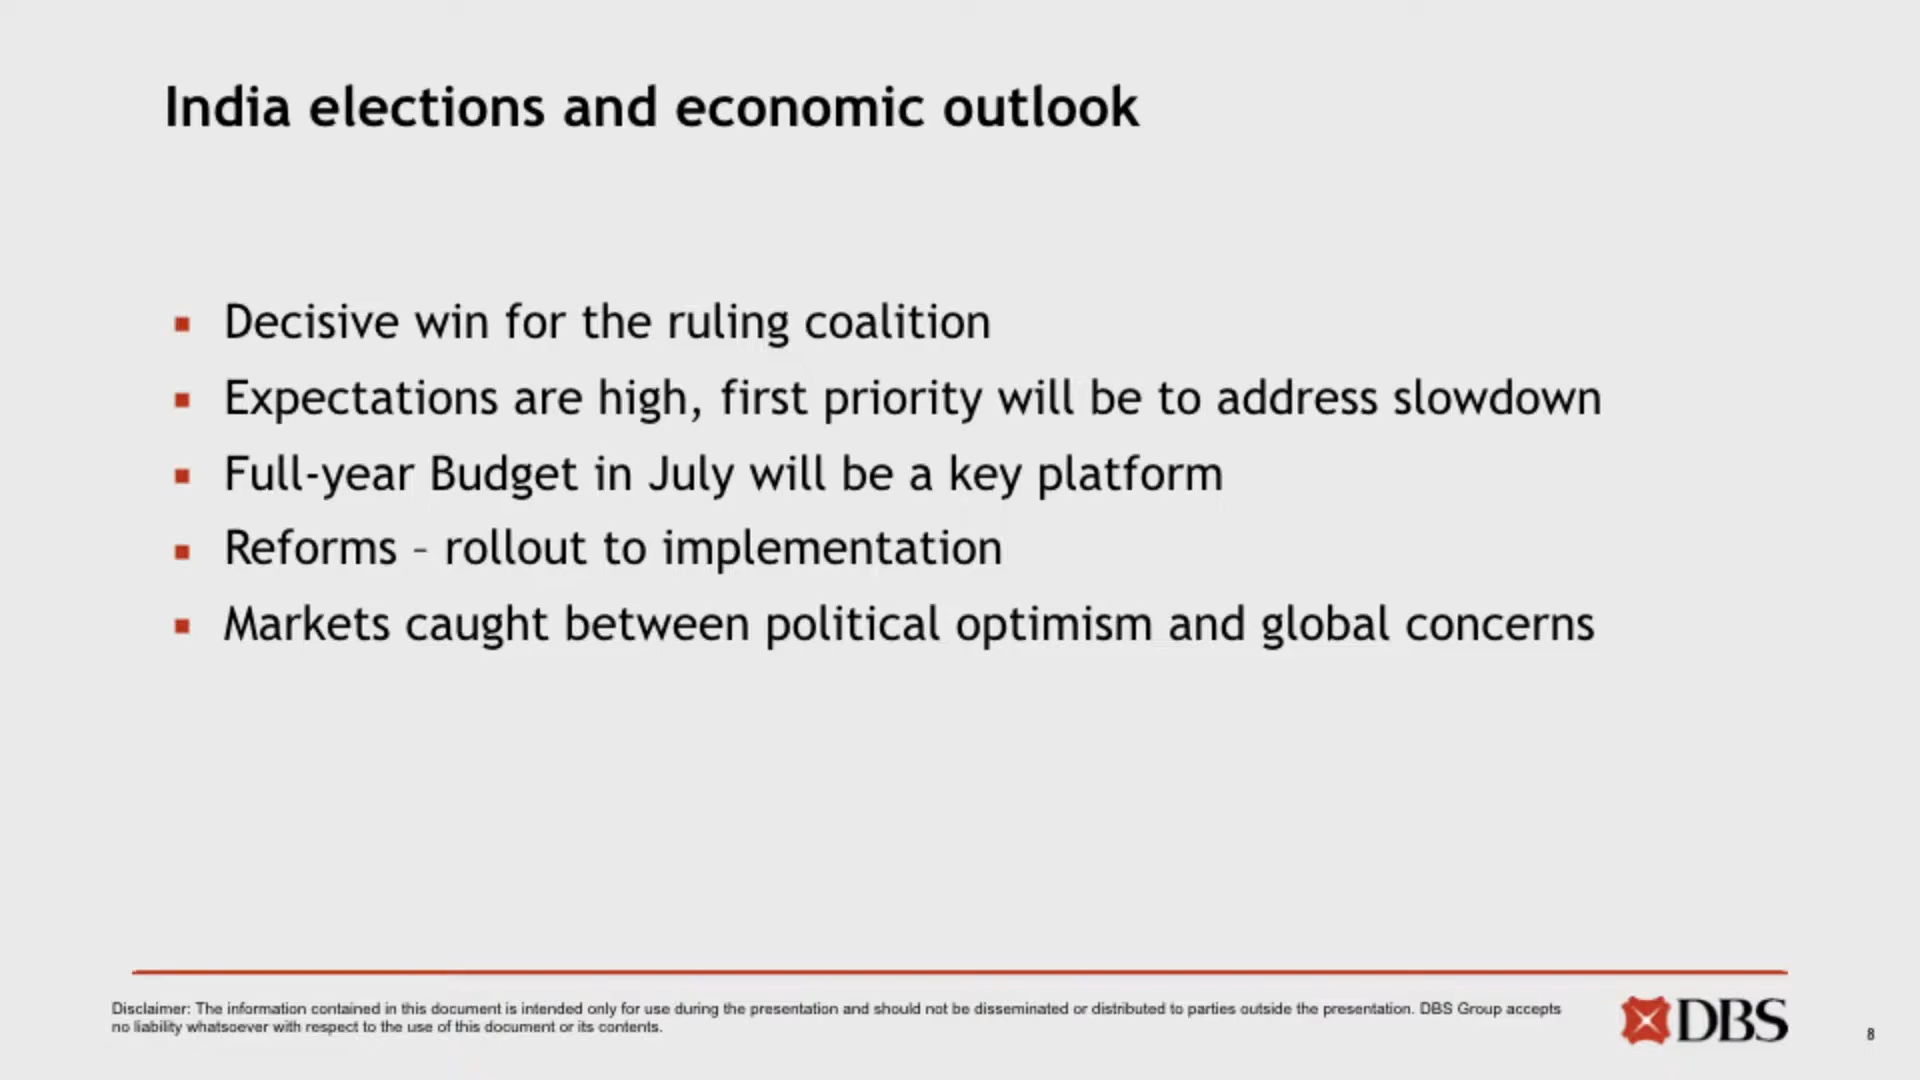 India elections and economic outlook
Decisive win for the ruling coalition
Expectations are high, first priority will be to address slowdown
Full-year Budget in July will be a key platform
Reforms – rollout to implementation
Markets caught between political optimism and global concerns
Disclaimer: The information contained in this document is intended only for use during the presentation and should not be disseminated or distributed to parties outside the presentation. DBS Group accepts
no liability whatsoever with respect to the use of this document or its contents.
DBS
8